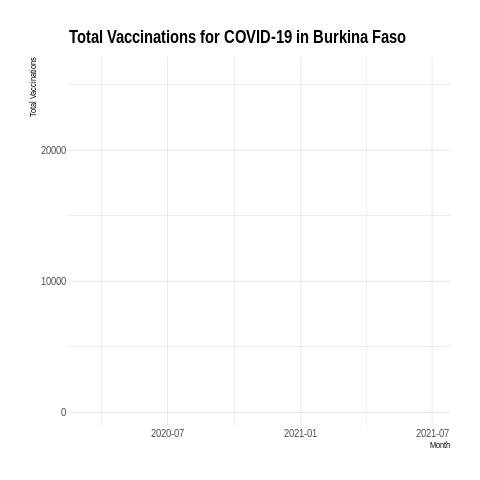 Total Vaccinations for COVID-19 in Burkina Faso
Total Vaccinations
20000
10000
0
2020-07 2021-01 2021-07
Month